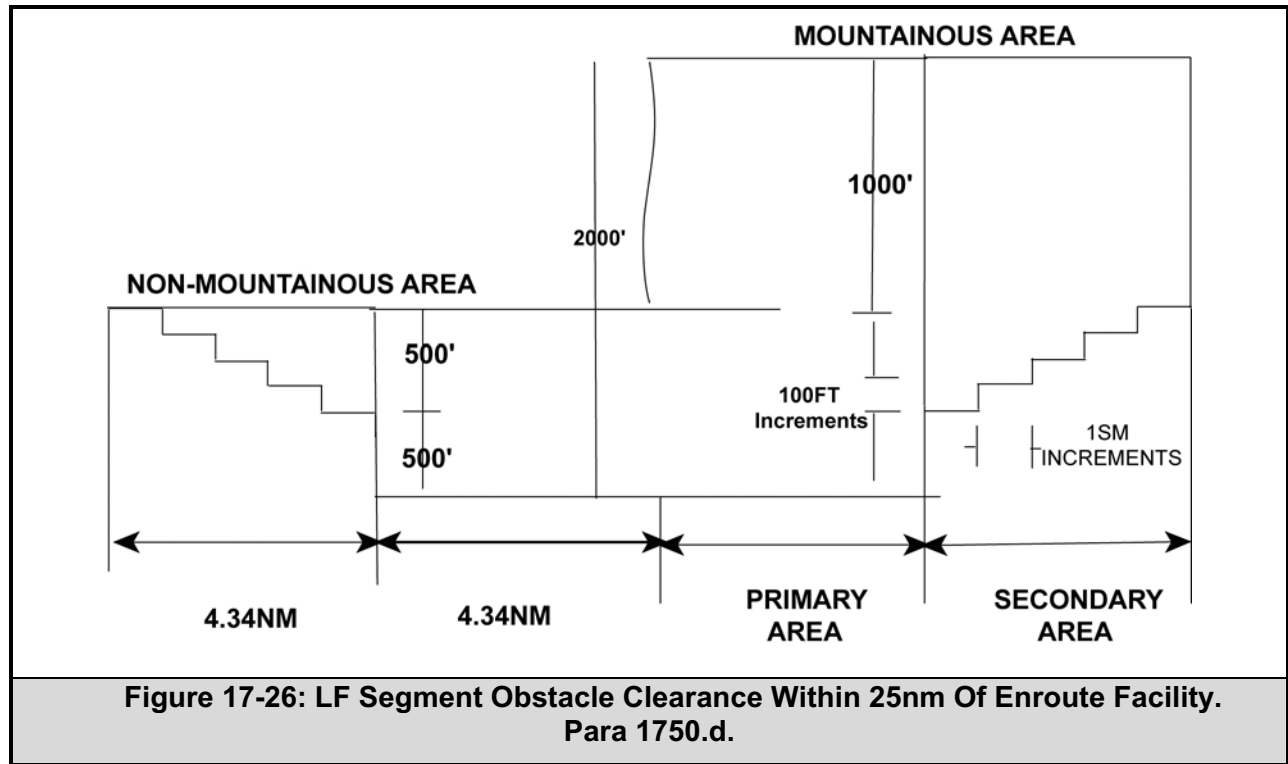 MOUNTAINOUS AREA
1000'
2000'
NON-MOUNTAINOUS AREA
500'
100FT
Increments
1SM
INCREMENTS
500'
4.34NM
4.34NM
PRIMARY
AREA
SECONDARY
AREA
Figure 17-26: LF Segment Obstacle Clearance Within 25nm Of Enroute Facility.
Para 1750.d.